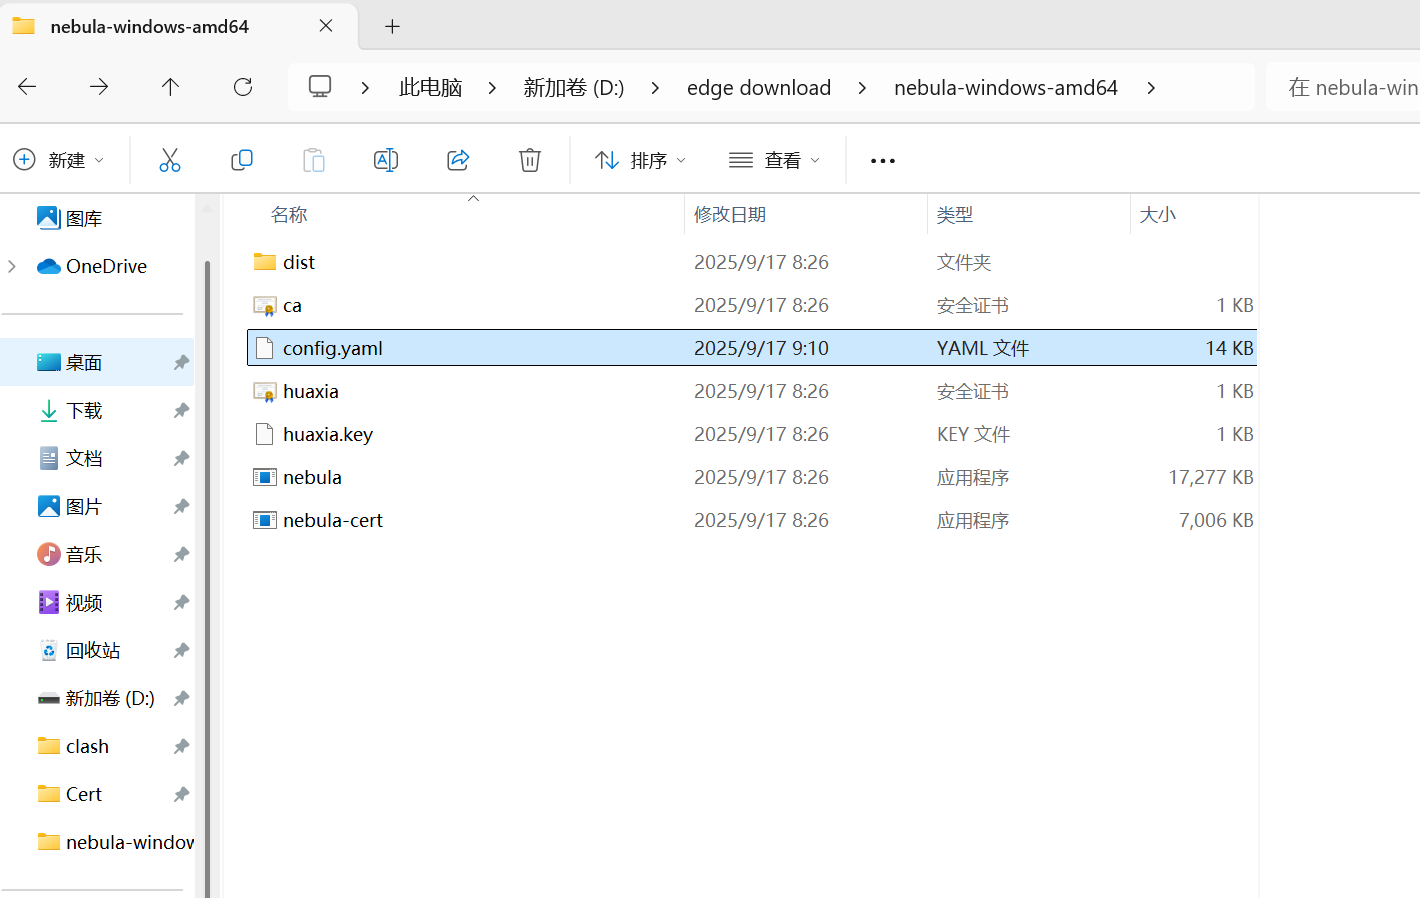 nebula-windows-amd64
此电脑 新加卷 (D:) edge download nebula-windows-amd64 在 nebula-win
新建 排序 查看
图库
OneDrive
桌面
下载
文档
图片
音乐
视频
回收站
新加卷 (D:)
clash
Cert
nebula-window
名称 修改日期 类型 大小
dist 2025/9/17 8:26 文件夹
ca 2025/9/17 8:26 安全证书 1 KB
config.yaml 2025/9/17 9:10 YAML 文件 14 KB
huaxia 2025/9/17 8:26 安全证书 1 KB
huaxia.key 2025/9/17 8:26 KEY 文件 1 KB
nebula 2025/9/17 8:26 应用程序 17,277 KB
nebula-cert 2025/9/17 8:26 应用程序 7,006 KB